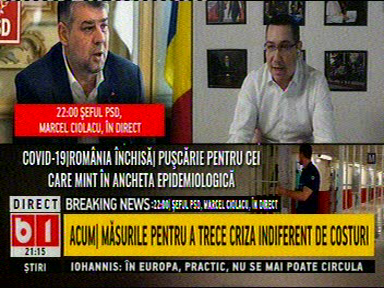 SD
22:00 ŞEFUL PSD,
MARCEL CIOLACU, ÎN DIRECT
COVID-19|ROMÂNIA ÎNCHISĂ| PUŞCĂRIE PENTRU CEI
CARE MINT ÎN ANCHETA EPIDEMIOLOGICĂ
M
DIRECT
BREAKING NEWS
22:00 ŞEFUL PSD, MARCEL CIOLACU, ÎN DIRECT
b1
ACUM| MĂSURILE PENTRU A TRECE CRIZA INDIFERENT DE COSTURI
21:15
ŞTIRI
IOHANNIS: ÎN EUROPA, PRACTIC, NU SE MAI POATE CIRCULA